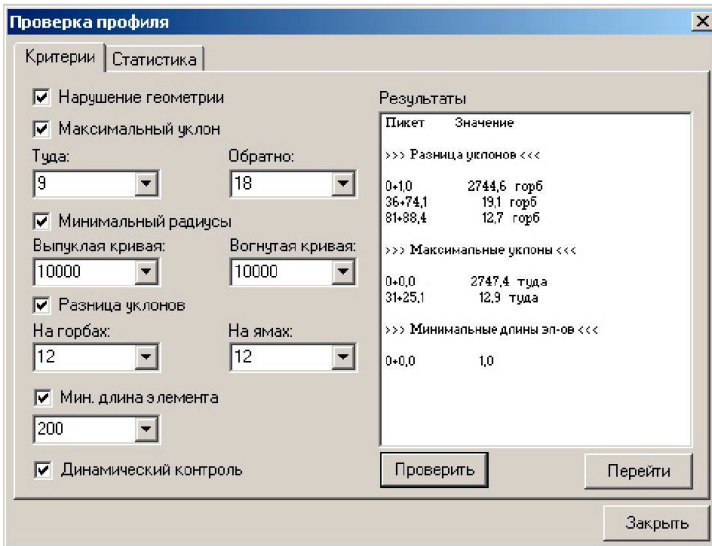 Проверка профиля
Критерии Статистика
Нарушение геометрии
Максимальный уклон
Туда: Обратно:
9 18
Минимальный радиусы
Выпуклая кривая: Вогнутая кривая:
10000 10000
Разница уклонов
На горбах: На ямах:
12 12
Мин. длина элемента
200
Динамический контроль
Результаты
Пикет Значение
>>> Разница уклонов <<<
0+1,0 2744,6 горб
36+74,1 19,1 горб
81+88,4 12,7 горб
>>> Максимальные уклоны <<<
0+0,0 2747,4 туда
31+25,1 12,9 туда
>>> Минимальные длины эл-ов <<<
0+0,0 1,0
Проверить Перейти
Закрыть